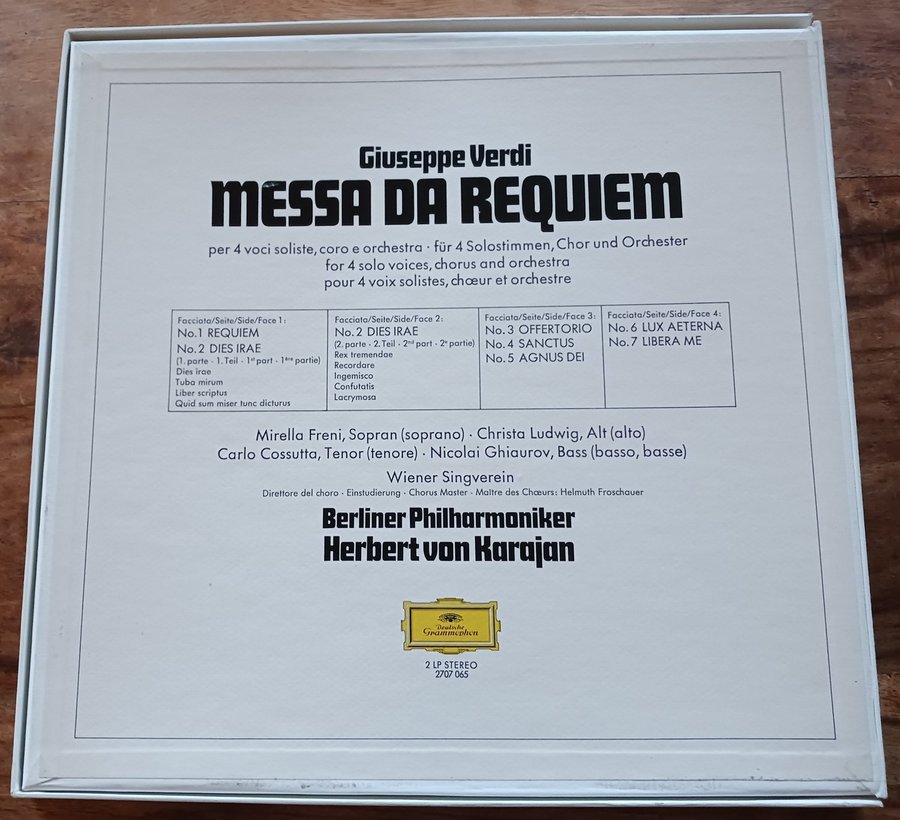 Giuseppe Verdi
MESSA DA REQUIEM
per 4 voci soliste, coro e orchestra · für 4 Solostimmen, Chor und Orchester
for 4 solo voices, chorus and orchestra
pour 4 voix solistes, chœur et orchestre
Facciata/Seite/Side/Face 1:
No.1 REQUIEM
No.2 DIES IRAE
(1. parte · 1. Teil · 1st part · 1ère partie)
Dies irae
Tuba mirum
Liber scriptus
Quid sum miser tunc dicturus
Facciata/Seite/Side/Face 2:
No.2 DIES IRAE
(2. parte · 2. Teil · 2nd part · 2e partie)
Rex tremendae
Recordare
Ingemisco
Confutatis
Lacrymosa
Facciata/Seite/Side/Face 3:
No.3 OFFERTORIO
No.4 SANCTUS
No.5 AGNUS DEI
Facciata/Seite/Side/Face 4:
No.6 LUX AETERNA
No.7 LIBERA ME
Mirella Freni, Sopran (soprano) · Christa Ludwig, Alt (alto)
Carlo Cossutta, Tenor (tenore) · Nicolai Ghiaurov, Bass (basso, basse)
Wiener Singverein
Direttore del choro · Einstudierung · Chorus Master · Maître des Chœurs: Helmuth Froschauer
Berliner Philharmoniker
Herbert von Karajan
Deutsche
Grammophon
2 LP STEREO
2707 065